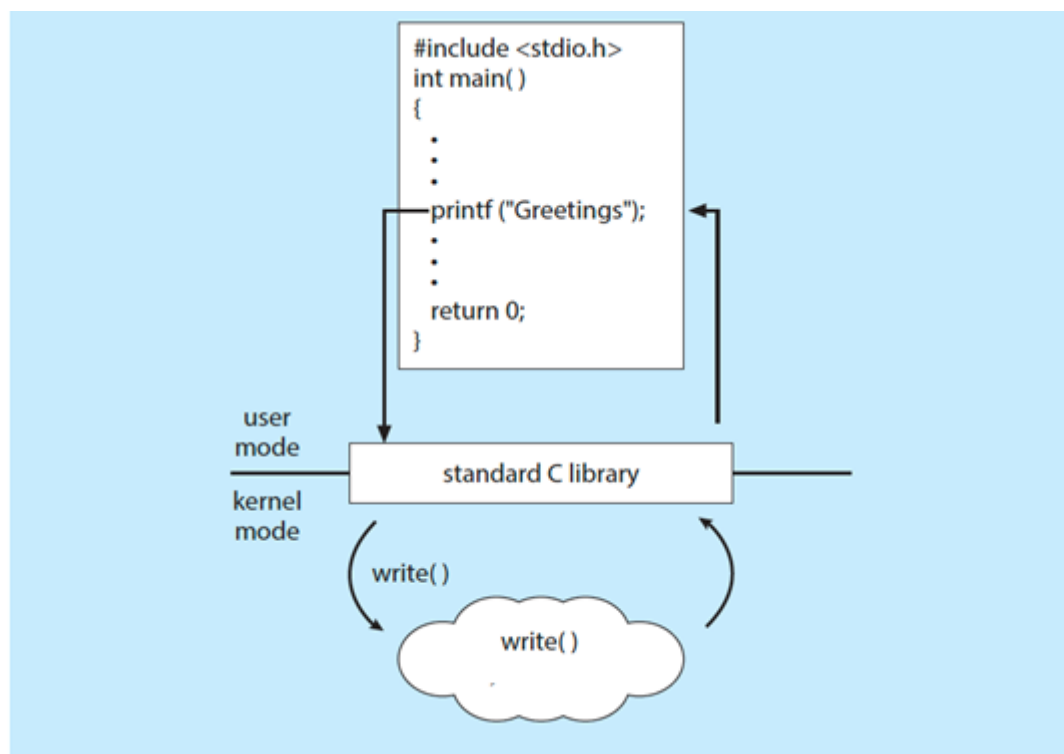 #include <stdio.h>
int main( )
{
•
•
•
printf ("Greetings");
•
•
•
return 0;
}
user
mode
standard C library
kernel
mode
write( )
write( )